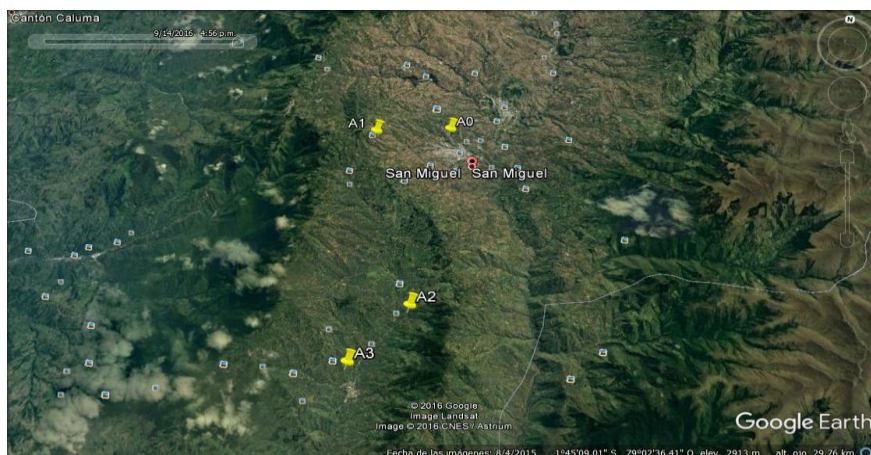 Cantón Caluma
9/14/2016 4:56 p.m.
N
A1
A0
San Miguel
San Miguel
A2
A3
© 2016 Google
Image Landsat
Image © 2016 CNES / Astrium
Google Earth
Fecha de las imágenes: 8/4/2015 1°45'09.01" S 79°02'36.41" O elev. 2913 m alt. ojo 29.76 km